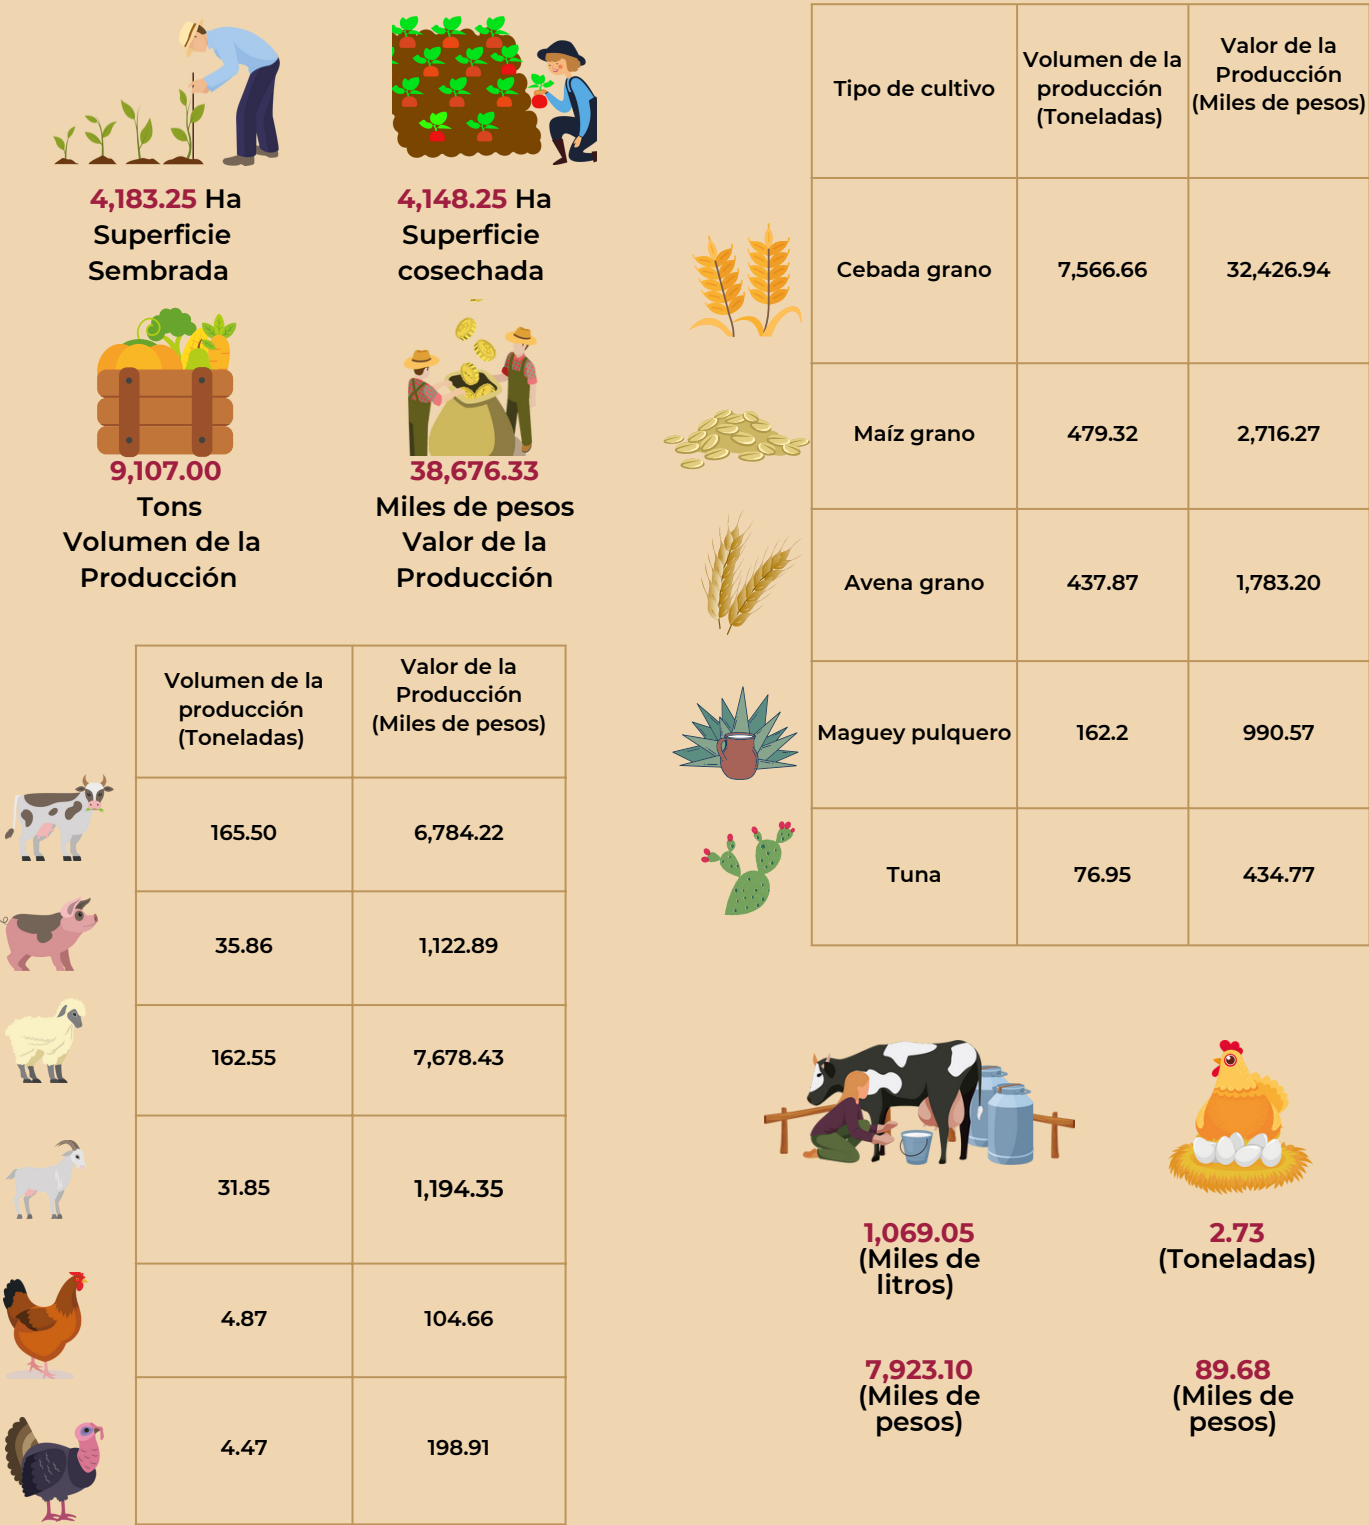 4,183.25 Ha
Superficie
Sembrada
4,148.25 Ha
Superficie
cosechada
9,107.00
Tons
Volumen de la
Producción
38,676.33
Miles de pesos
Valor de la
Producción
Tipo de cultivo
Volumen de la
producción
(Toneladas)
Valor de la
Producción
(Miles de pesos)
Cebada grano 7,566.66 32,426.94
Maíz grano 479.32 2,716.27
Avena grano 437.87 1,783.20
Maguey pulquero 162.2 990.57
Tuna 76.95 434.77
Volumen de la
producción
(Toneladas)
Valor de la
Producción
(Miles de pesos)
165.50 6,784.22
35.86 1,122.89
162.55 7,678.43
31.85 1,194.35
4.87 104.66
4.47 198.91
1,069.05
(Miles de
litros)
7,923.10
(Miles de
pesos)
2.73
(Toneladas)
89.68
(Miles de
pesos)